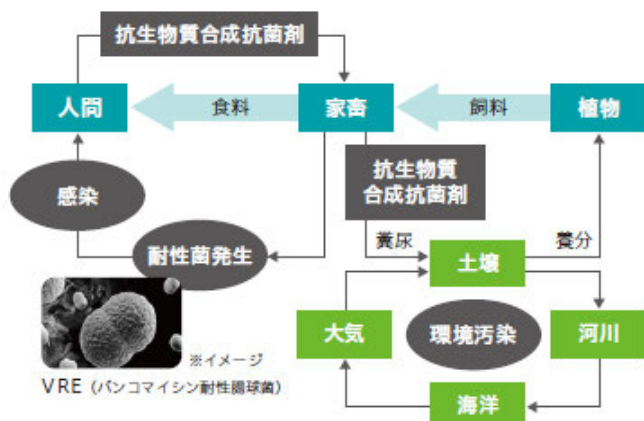 抗生物質合成抗菌剤
人間
食料
家畜
飼料
植物
抗生物質
合成抗菌剤
感染
耐性菌発生
糞尿
土壌
養分
大気
環境汚染
河川
海洋
※イメージ
VRE（バンコマイシン耐性腸球菌）